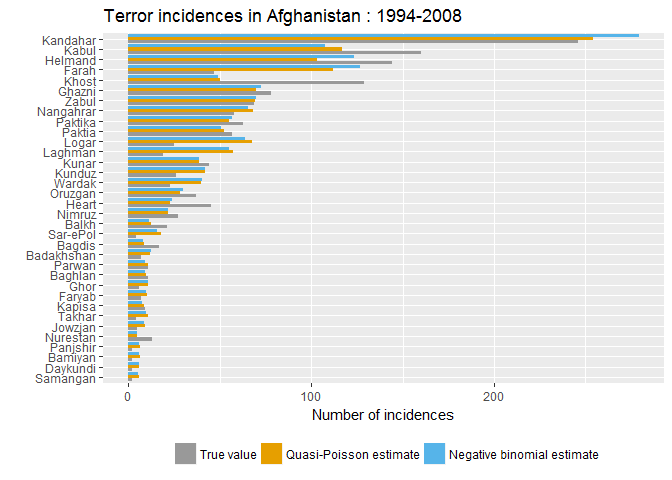 Terror incidences in Afghanistan : 1994-2008
Kandahar
Kabul
Helmand
Farah
Khost
Ghazni
Zabul
Nangahrar
Paktika
Paktia
Logar
Laghman
Kunar
Kunduz
Wardak
Oruzgan
Heart
Nimruz
Balkh
Sar-ePol
Bagdis
Badakhshan
Parwan
Baghlan
Ghor
Faryab
Kapisa
Takhar
Jowzjan
Nurestan
Panjshir
Bamiyan
Daykundi
Samangan
0 100 200
Number of incidences
True value Quasi-Poisson estimate Negative binomial estimate